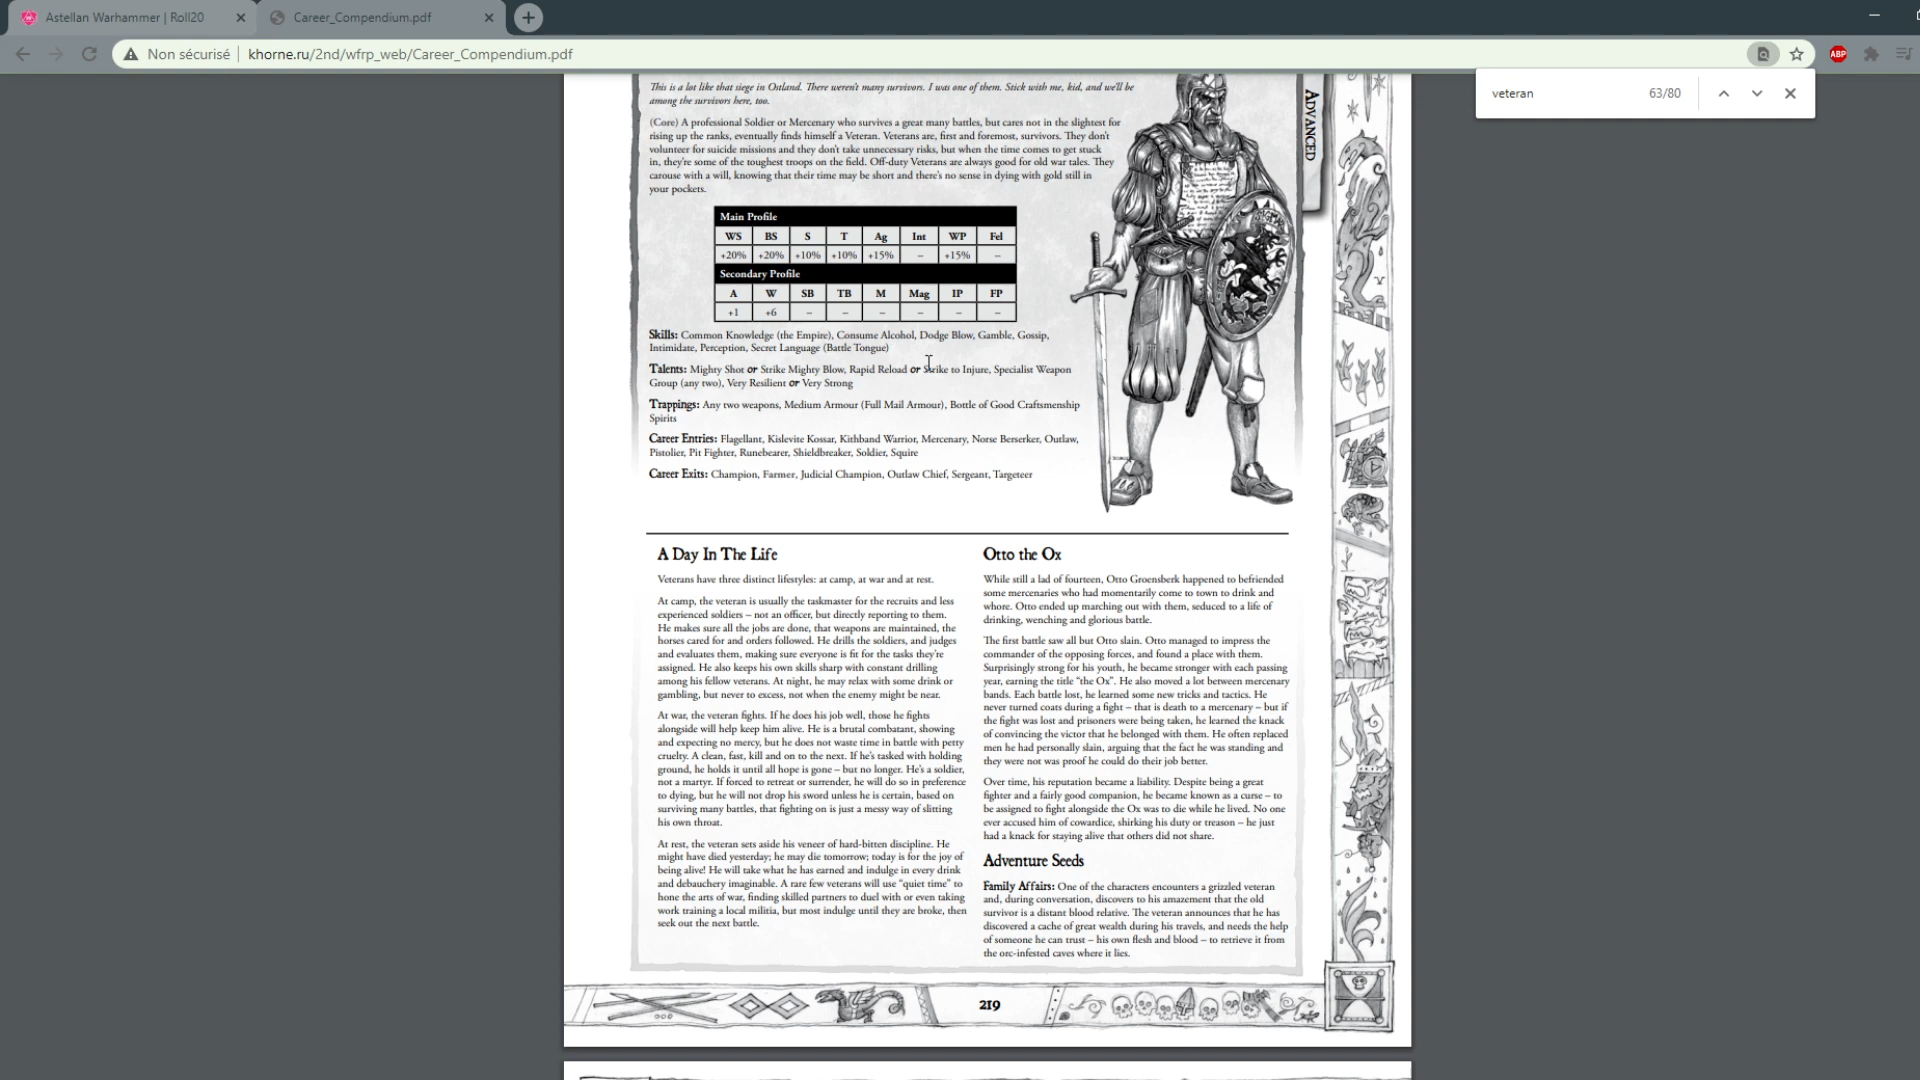 Astellan Warhammer | Roll20
Career_Compendium.pdf
Non sécurisé
khorne.ru/2nd/wfrp_web/Career_Compendium.pdf
ABP
veteran
63/80
This is a lot like that siege in Ostland. There weren't many survivors. I was one of them. Stick with me, kid, and we'll be
among the survivors here, too.
(Core) A professional Soldier or Mercenary who survives a great many battles, but cares not in the slightest for
rising up the ranks, eventually finds himself a Veteran. Veterans are, first and foremost, survivors. They don't
volunteer for suicide missions and they don't take unnecessary risks, but when the time comes to get stuck
in, they're some of the toughest troops on the field. Off-duty Veterans are always good for old war tales. They
carouse with a will, knowing that their time may be short and there's no sense in dying with gold still in
your pockets.
ADVANCED
Main Profile
WS BS S T Ag Int WP Fel
+20% +20% +10% +10% +15% – +15% –
Secondary Profile
A W SB TB M Mag IP FP
+1 +6 – – – – – –
Skills: Common Knowledge (the Empire), Consume Alcohol, Dodge Blow, Gamble, Gossip,
Intimidate, Perception, Secret Language (Battle Tongue)
Talents: Mighty Shot or Strike Mighty Blow, Rapid Reload or Strike to Injure, Specialist Weapon
Group (any two), Very Resilient or Very Strong
Trappings: Any two weapons, Medium Armour (Full Mail Armour), Bottle of Good Craftsmenship
Spirits
Career Entries: Flagellant, Kislevite Kossar, Kithband Warrior, Mercenary, Norse Berserker, Outlaw,
Pistolier, Pit Fighter, Runebearer, Shieldbreaker, Soldier, Squire
Career Exits: Champion, Farmer, Judicial Champion, Outlaw Chief, Sergeant, Targeteer
A Day In The Life
Veterans have three distinct lifestyles: at camp, at war and at rest.
At camp, the veteran is usually the taskmaster for the recruits and less
experienced soldiers – not an officer, but directly reporting to them.
He makes sure all the jobs are done, that weapons are maintained, the
horses cared for and orders followed. He drills the soldiers, and judges
and evaluates them, making sure everyone is fit for the tasks they're
assigned. He also keeps his own skills sharp with constant drilling
among his fellow veterans. At night, he may relax with some drink or
gambling, but never to excess, not when the enemy might be near.
At war, the veteran fights. If he does his job well, those he fights
alongside will help keep him alive. He is a brutal combatant, showing
and expecting no mercy, but he does not waste time in battle with petty
cruelty. A clean, fast, kill and on to the next. If he's tasked with holding
ground, he holds it until all hope is gone – but no longer. He's a soldier,
not a martyr. If forced to retreat or surrender, he will do so in preference
to dying, but he will not drop his sword unless he is certain, based on
surviving many battles, that fighting on is just a messy way of slitting
his own throat.
At rest, the veteran sets aside his veneer of hard-bitten discipline. He
might have died yesterday; he may die tomorrow; today is for the joy of
being alive! He will take what he has earned and indulge in every drink
and debauchery imaginable. A rare few veterans will use "quiet time" to
hone the arts of war, finding skilled partners to duel with or even taking
work training a local militia, but most indulge until they are broke, then
seek out the next battle.
Otto the Ox
While still a lad of fourteen, Otto Groensberk happened to befriended
some mercenaries who had momentarily come to town to drink and
whore. Otto ended up marching out with them, seduced to a life of
drinking, wenching and glorious battle.
The first battle saw all but Otto slain. Otto managed to impress the
commander of the opposing forces, and found a place with them.
Surprisingly strong for his youth, he became stronger with each passing
year, earning the title "the Ox". He also moved a lot between mercenary
bands. Each battle lost, he learned some new tricks and tactics. He
never turned coats during a fight – that is death to a mercenary – but if
the fight was lost and prisoners were being taken, he learned the knack
of convincing the victor that he belonged with them. He often replaced
men he had personally slain, arguing that the fact he was standing and
they were not was proof he could do their job better.
Over time, his reputation became a liability. Despite being a great
fighter and a fairly good companion, he became known as a curse – to
be assigned to fight alongside the Ox was to die while he lived. No one
ever accused him of cowardice, shirking his duty or treason – he just
had a knack for staying alive that others did not share.
Adventure Seeds
Family Affairs: One of the characters encounters a grizzled veteran
and, during conversation, discovers to his amazement that the old
survivor is a distant blood relative. The veteran announces that he has
discovered a cache of great wealth during his travels, and needs the help
of someone he can trust – his own flesh and blood – to retrieve it from
the orc-infested caves where it lies.
219